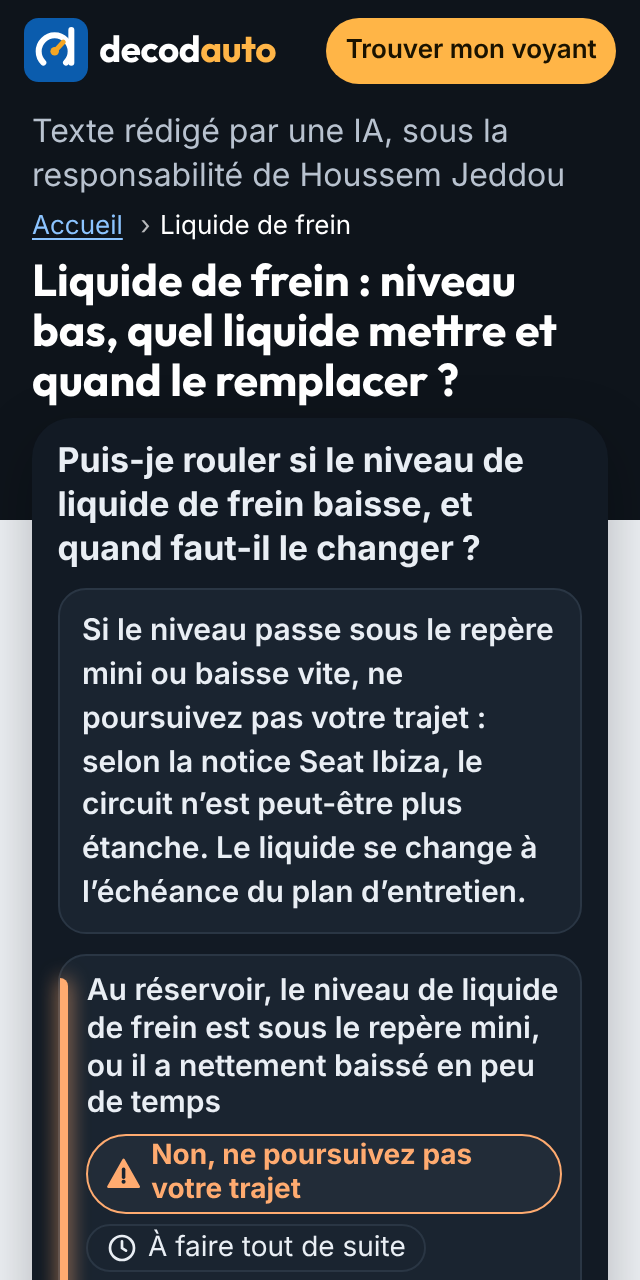 decodauto
Trouver mon voyant
Texte rédigé par une IA, sous la
responsabilité de Houssem Jeddou
Accueil › Liquide de frein
Liquide de frein : niveau
bas, quel liquide mettre et
quand le remplacer ?
Puis-je rouler si le niveau de
liquide de frein baisse, et
quand faut-il le changer ?
Si le niveau passe sous le repère
mini ou baisse vite, ne
poursuivez pas votre trajet :
selon la notice Seat Ibiza, le
circuit n’est peut-être plus
étanche. Le liquide se change à
l’échéance du plan d’entretien.
Au réservoir, le niveau de liquide
de frein est sous le repère mini,
ou il a nettement baissé en peu
de temps
Non, ne poursuivez pas
votre trajet
À faire tout de suite